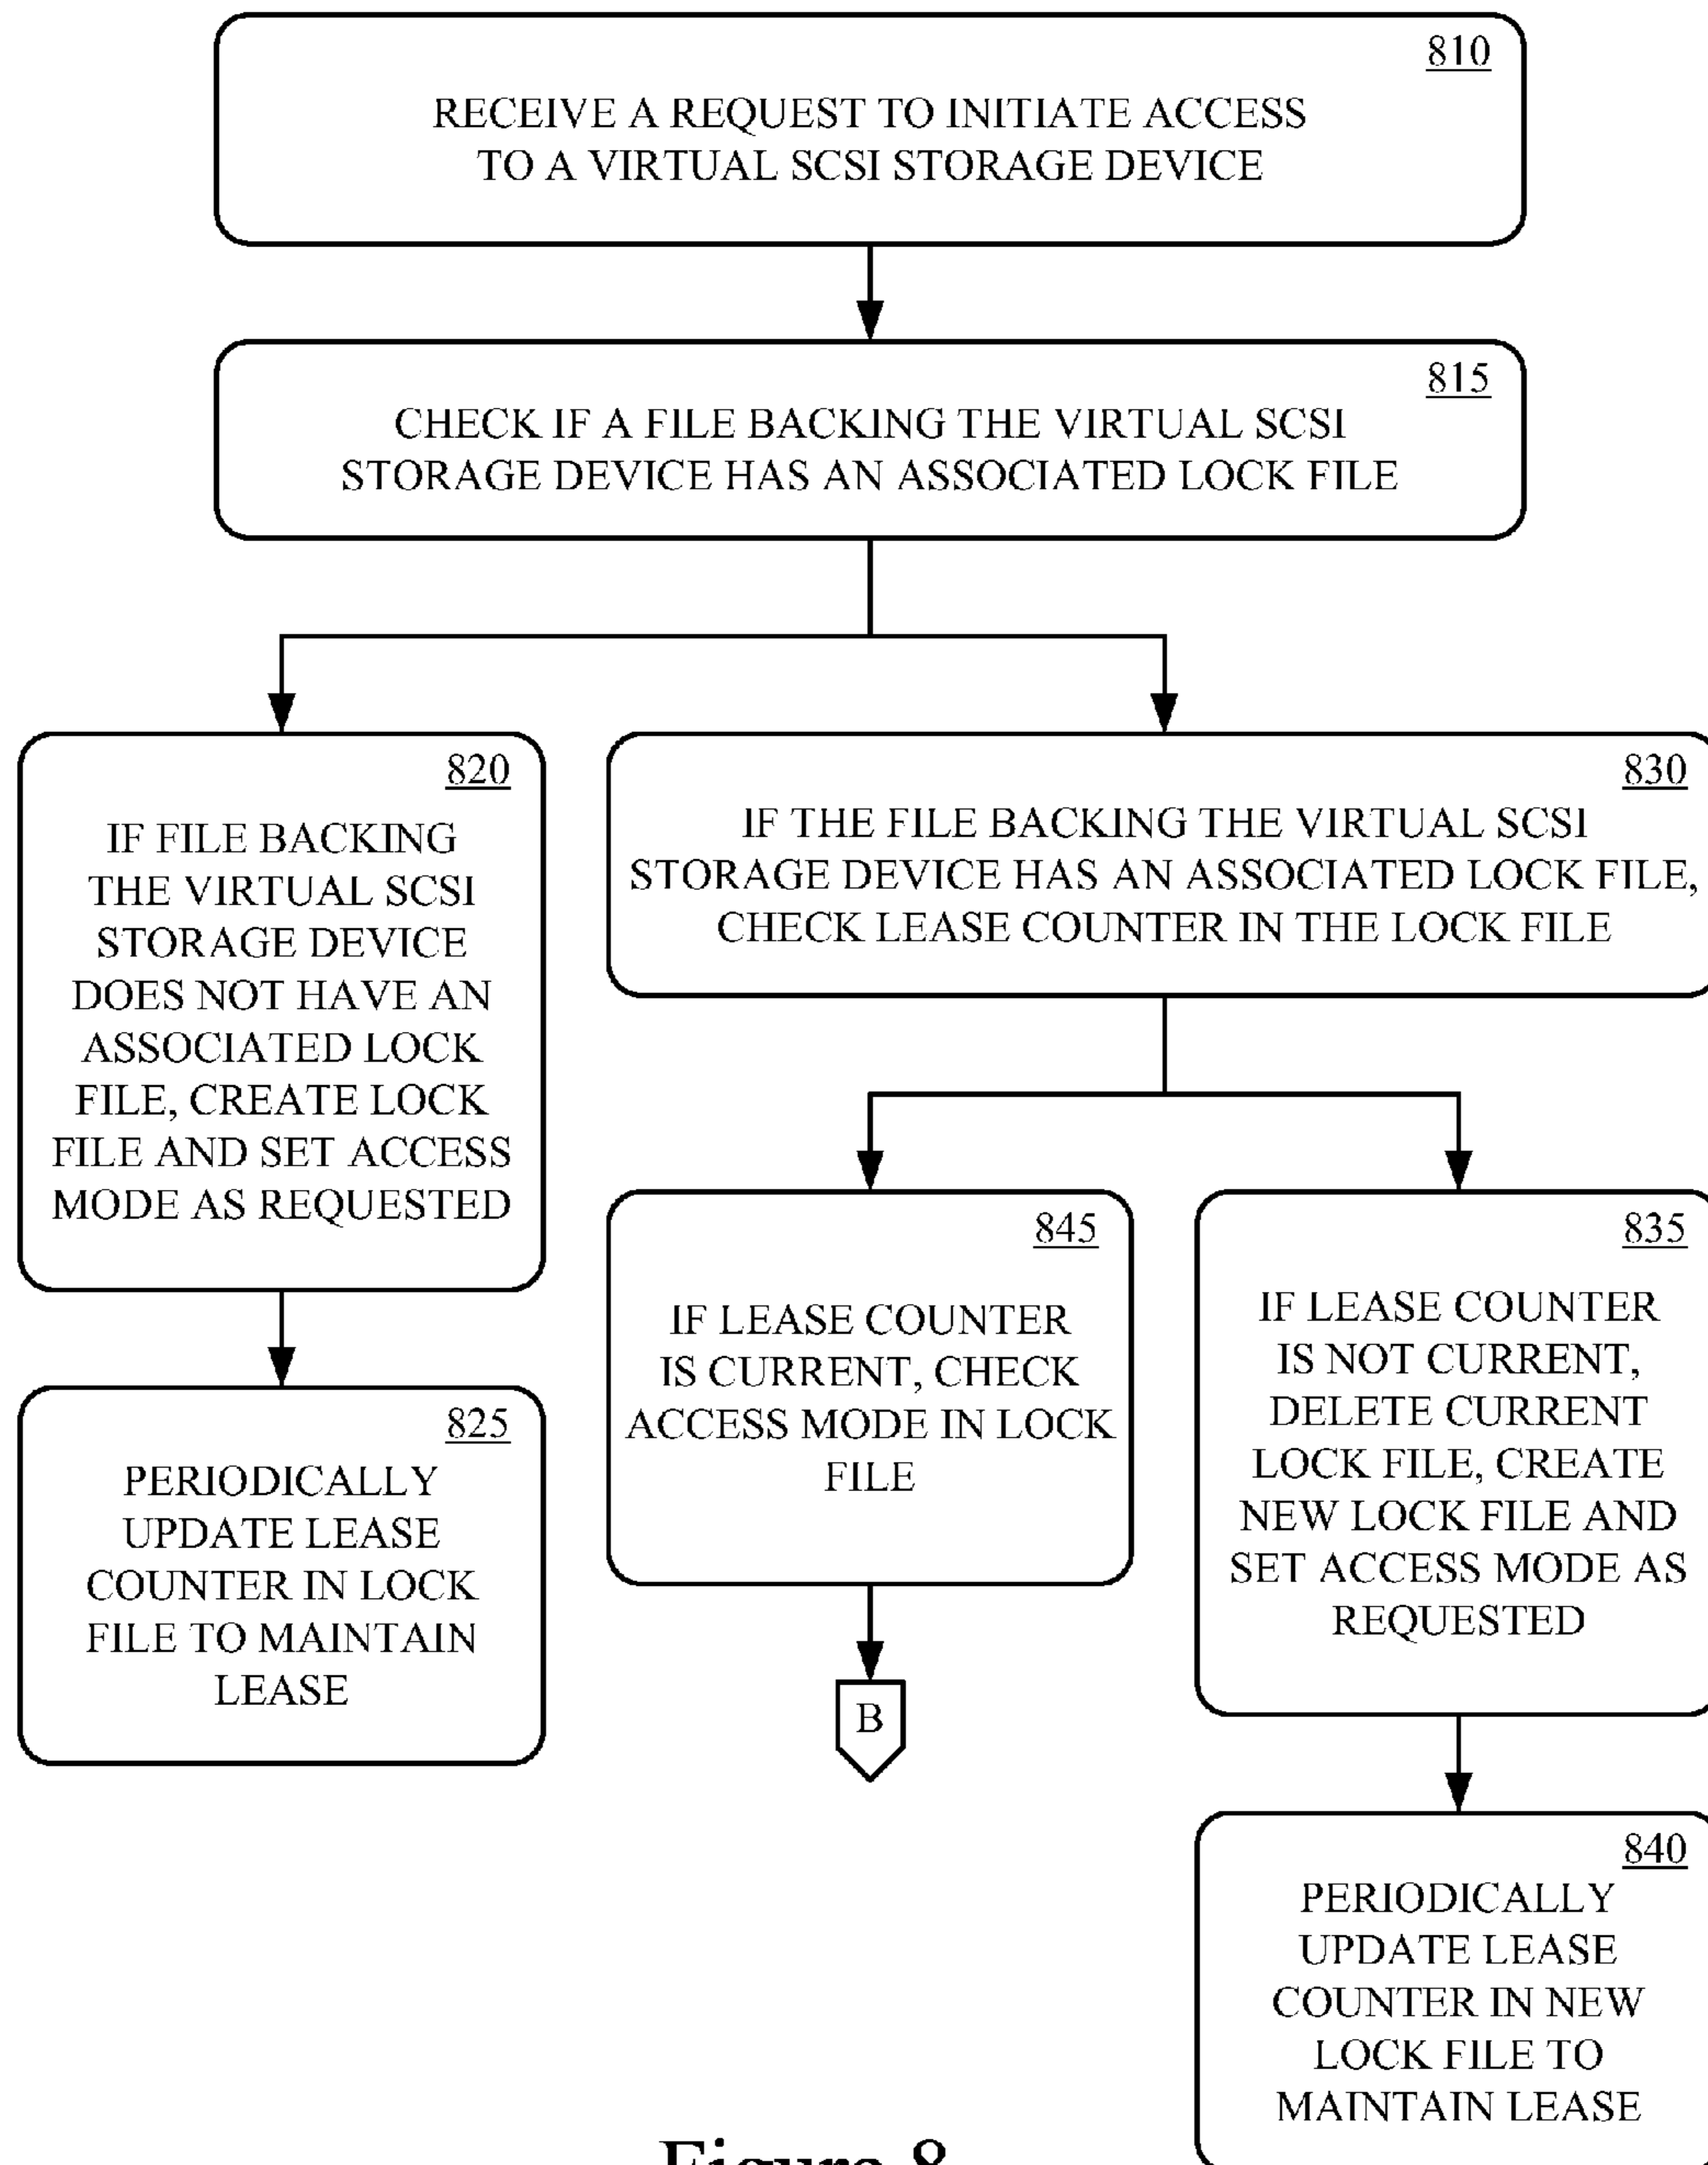 810
RECEIVE A REQUEST TO INITIATE ACCESS
TO A VIRTUAL SCSI STORAGE DEVICE
815
CHECK IF A FILE BACKING THE VIRTUAL SCSI
STORAGE DEVICE HAS AN ASSOCIATED LOCK FILE
820
IF FILE BACKING
THE VIRTUAL SCSI
STORAGE DEVICE
DOES NOT HAVE AN
ASSOCIATED LOCK
FILE, CREATE LOCK
FILE AND SET ACCESS
MODE AS REQUESTED
830
IF THE FILE BACKING THE VIRTUAL SCSI
STORAGE DEVICE HAS AN ASSOCIATED LOCK FILE,
CHECK LEASE COUNTER IN THE LOCK FILE
825
PERIODICALLY
UPDATE LEASE
COUNTER IN LOCK
FILE TO MAINTAIN
LEASE
845
IF LEASE COUNTER
IS CURRENT, CHECK
ACCESS MODE IN LOCK
FILE
B
835
IF LEASE COUNTER
IS NOT CURRENT,
DELETE CURRENT
LOCK FILE, CREATE
NEW LOCK FILE AND
SET ACCESS MODE AS
REQUESTED
840
PERIODICALLY
UPDATE LEASE
COUNTER IN NEW
LOCK FILE TO
MAINTAIN LEASE
Figure 8